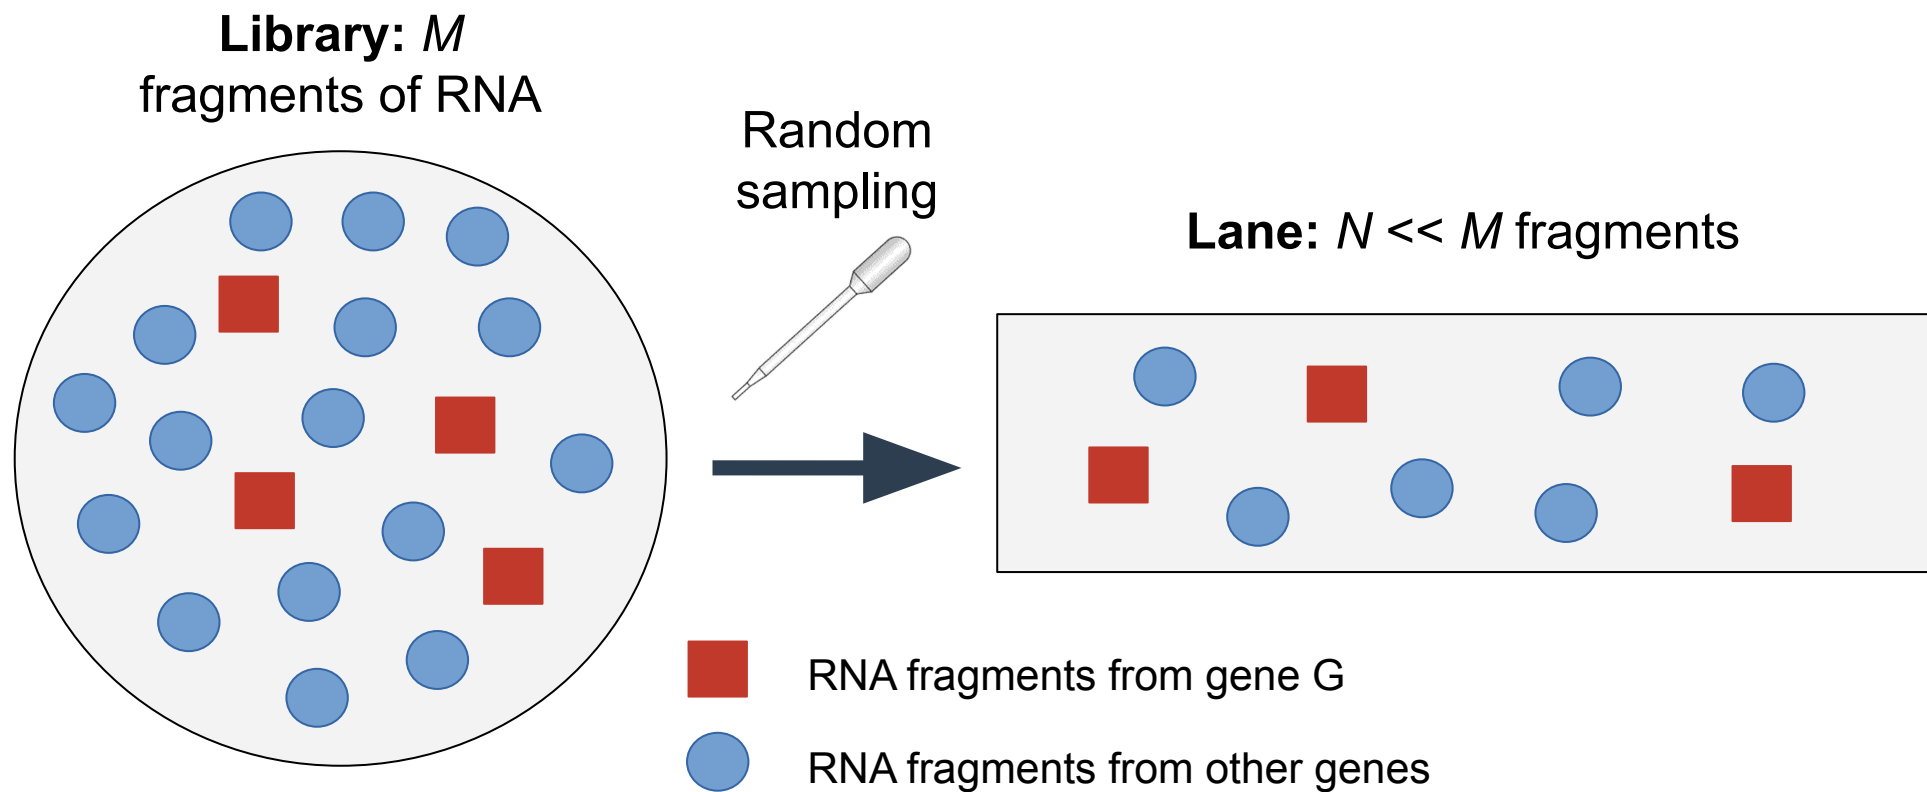 Library: M
fragments of RNA
Random
sampling
Lane: N << M fragments
RNA fragments from gene G
RNA fragments from other genes